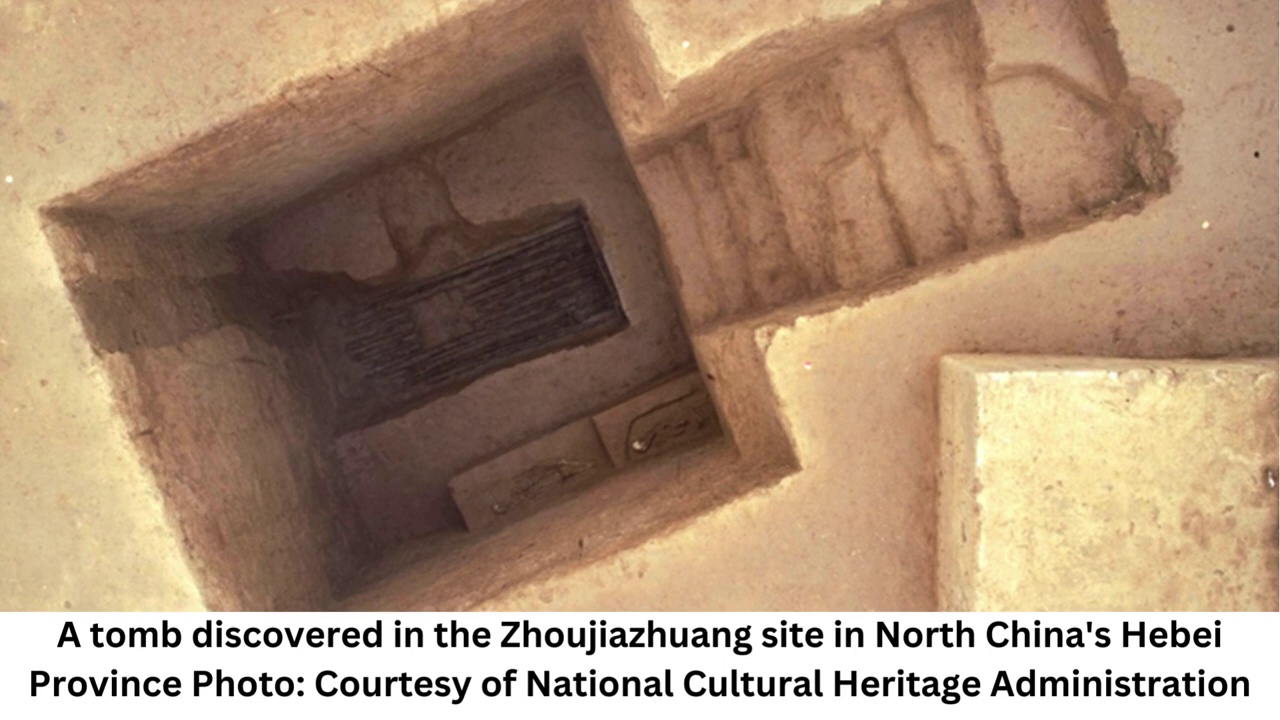 A tomb discovered in the Zhoujiazhuang site in North China's Hebei
Province Photo: Courtesy of National Cultural Heritage Administration